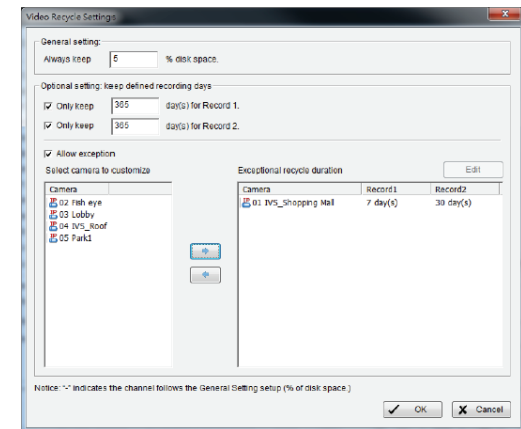 Video Recycle Settings
General setting:
Always keep 5 % disk space.
Optional setting: keep defined recording days
Only keep 365 day(s) for Record 1.
Only keep 365 day(s) for Record 2.
Allow exception
Select camera to customize
Camera
02 Fish eye
03 Lobby
04 IVS_Roof
05 Park1
Exceptional recycle duration
Edit
Camera Record1 Record2
01 IVS_Shopping Mall 7 day(s) 30 day(s)
Notice: "-" indicates the channel follows the General Setting setup (% of disk space.)
OK Cancel